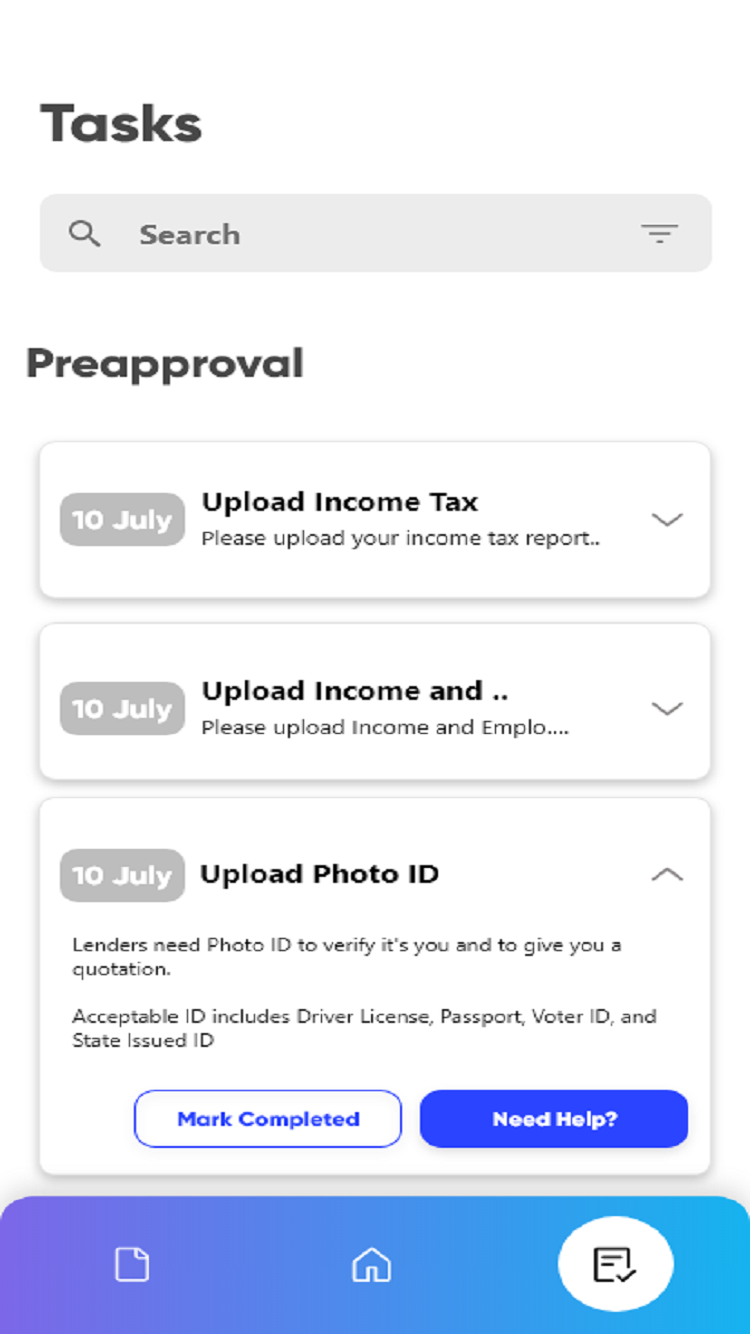 Tasks
Search
Preapproval
10 July
Upload Income Tax
Please upload your income tax report..
10 July
Upload Income and ..
Please upload Income and Emplo....
10 July
Upload Photo ID
Lenders need Photo ID to verify it's you and to give you a
quotation.
Acceptable ID includes Driver License, Passport, Voter ID, and
State Issued ID
Mark Completed
Need Help?